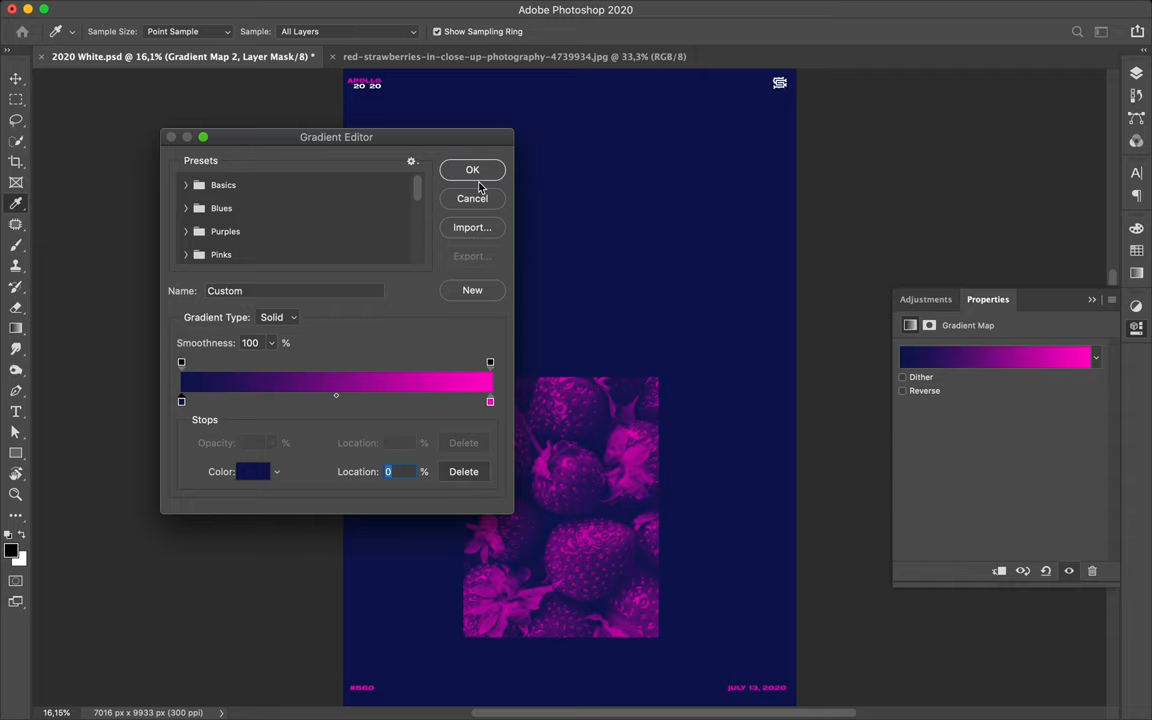 Adobe Photoshop 2020
Sample Size: Point Sample Sample: All Layers Show Sampling Ring
2020 White.psd @ 16,1% (Gradient Map 2, Layer Mask/8) *
red-strawberries-in-close-up-photography-4739934.jpg @ 33,3% (RGB/8)
APOLLO
20 20
Gradient Editor
Presets
Basics
Blues
Purples
Pinks
OK
Cancel
Import...
Export...
Name: Custom
New
Gradient Type: Solid
Smoothness: 100 %
Stops
Opacity: % Location: % Delete
Color: Location: 0 % Delete
Adjustments Properties
Gradient Map
Dither
Reverse
#560
JULY 13, 2020
16,15% 7016 px x 9933 px (300 ppi)